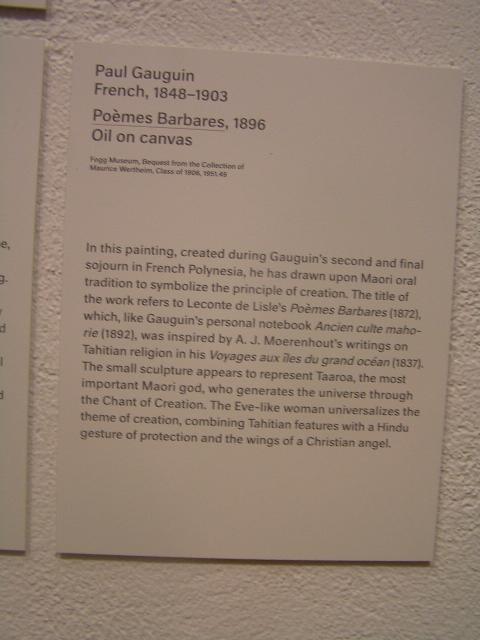 Paul Gauguin
French, 1848–1903
Poèmes Barbares, 1896
Oil on canvas
Fogg Museum, Bequest from the Collection of
Maurice Wertheim, Class of 1906, 1951.49
In this painting, created during Gauguin's second and final
sojourn in French Polynesia, he has drawn upon Maori oral
tradition to symbolize the principle of creation. The title of
the work refers to Leconte de Lisle's Poèmes Barbares (1872),
which, like Gauguin's personal notebook Ancien culte maho-
rie (1892), was inspired by A. J. Moerenhout's writings on
Tahitian religion in his Voyages aux îles du grand océan (1837).
The small sculpture appears to represent Taaroa, the most
important Maori god, who generates the universe through
the Chant of Creation. The Eve-like woman universalizes the
theme of creation, combining Tahitian features with a Hindu
gesture of protection and the wings of a Christian angel.